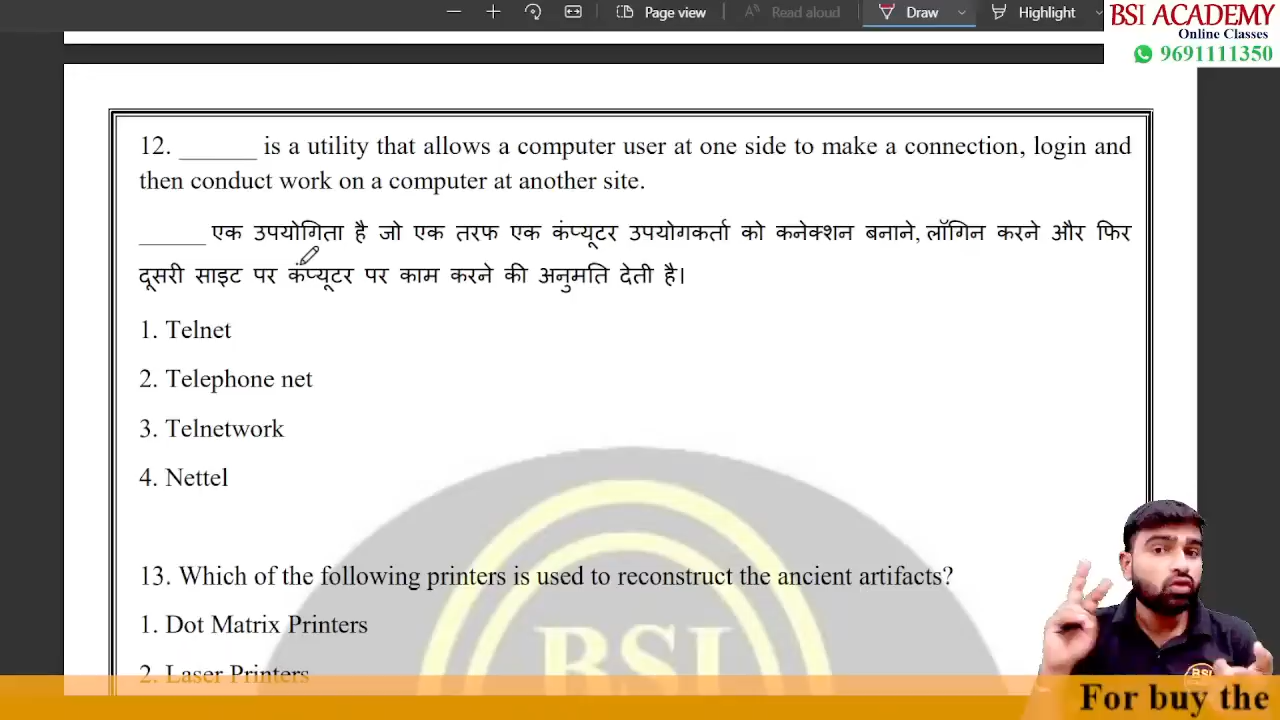 Page view
Read aloud
Draw
Highlight
BSI ACADEMY
Online Classes
9691111350
12. ______ is a utility that allows a computer user at one side to make a connection, login and
then conduct work on a computer at another site.
______ एक उपयोगिता है जो एक तरफ एक कंप्यूटर उपयोगकर्ता को कनेक्शन बनाने, लॉगिन करने और फिर
दूसरी साइट पर कंप्यूटर पर काम करने की अनुमति देती है।
1. Telnet
2. Telephone net
3. Telnetwork
4. Nettel
13. Which of the following printers is used to reconstruct the ancient artifacts?
1. Dot Matrix Printers
2. Laser Printers
BSI
For buy the